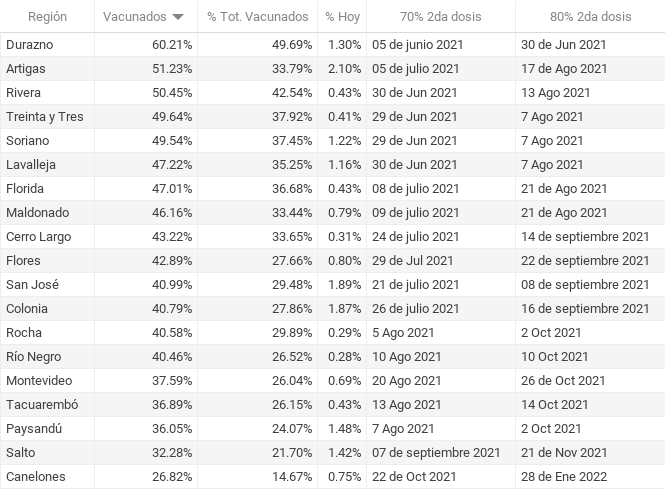 Región Vacunados % Tot. Vacunados % Hoy 70% 2da dosis 80% 2da dosis
Durazno 60.21% 49.69% 1.30% 05 de junio 2021 30 de Jun 2021
Artigas 51.23% 33.79% 2.10% 05 de julio 2021 17 de Ago 2021
Rivera 50.45% 42.54% 0.43% 30 de Jun 2021 13 Ago 2021
Treinta y Tres 49.64% 37.92% 0.41% 29 de Jun 2021 7 Ago 2021
Soriano 49.54% 37.45% 1.22% 29 de Jun 2021 7 Ago 2021
Lavalleja 47.22% 35.25% 1.16% 30 de Jun 2021 7 Ago 2021
Florida 47.01% 36.68% 0.43% 08 de julio 2021 21 de Ago 2021
Maldonado 46.16% 33.44% 0.79% 09 de julio 2021 21 de Ago 2021
Cerro Largo 43.22% 33.65% 0.31% 24 de julio 2021 14 de septiembre 2021
Flores 42.89% 27.66% 0.80% 29 de Jul 2021 22 de septiembre 2021
San José 40.99% 29.48% 1.89% 21 de julio 2021 08 de septiembre 2021
Colonia 40.79% 27.86% 1.87% 26 de julio 2021 16 de septiembre 2021
Rocha 40.58% 29.89% 0.29% 5 Ago 2021 2 Oct 2021
Río Negro 40.46% 26.52% 0.28% 10 Ago 2021 10 Oct 2021
Montevideo 37.59% 26.04% 0.69% 20 Ago 2021 26 de Oct 2021
Tacuarembó 36.89% 26.15% 0.43% 13 Ago 2021 14 Oct 2021
Paysandú 36.05% 24.07% 1.48% 7 Ago 2021 2 Oct 2021
Salto 32.28% 21.70% 1.42% 07 de septiembre 2021 21 de Nov 2021
Canelones 26.82% 14.67% 0.75% 22 de Oct 2021 28 de Ene 2022